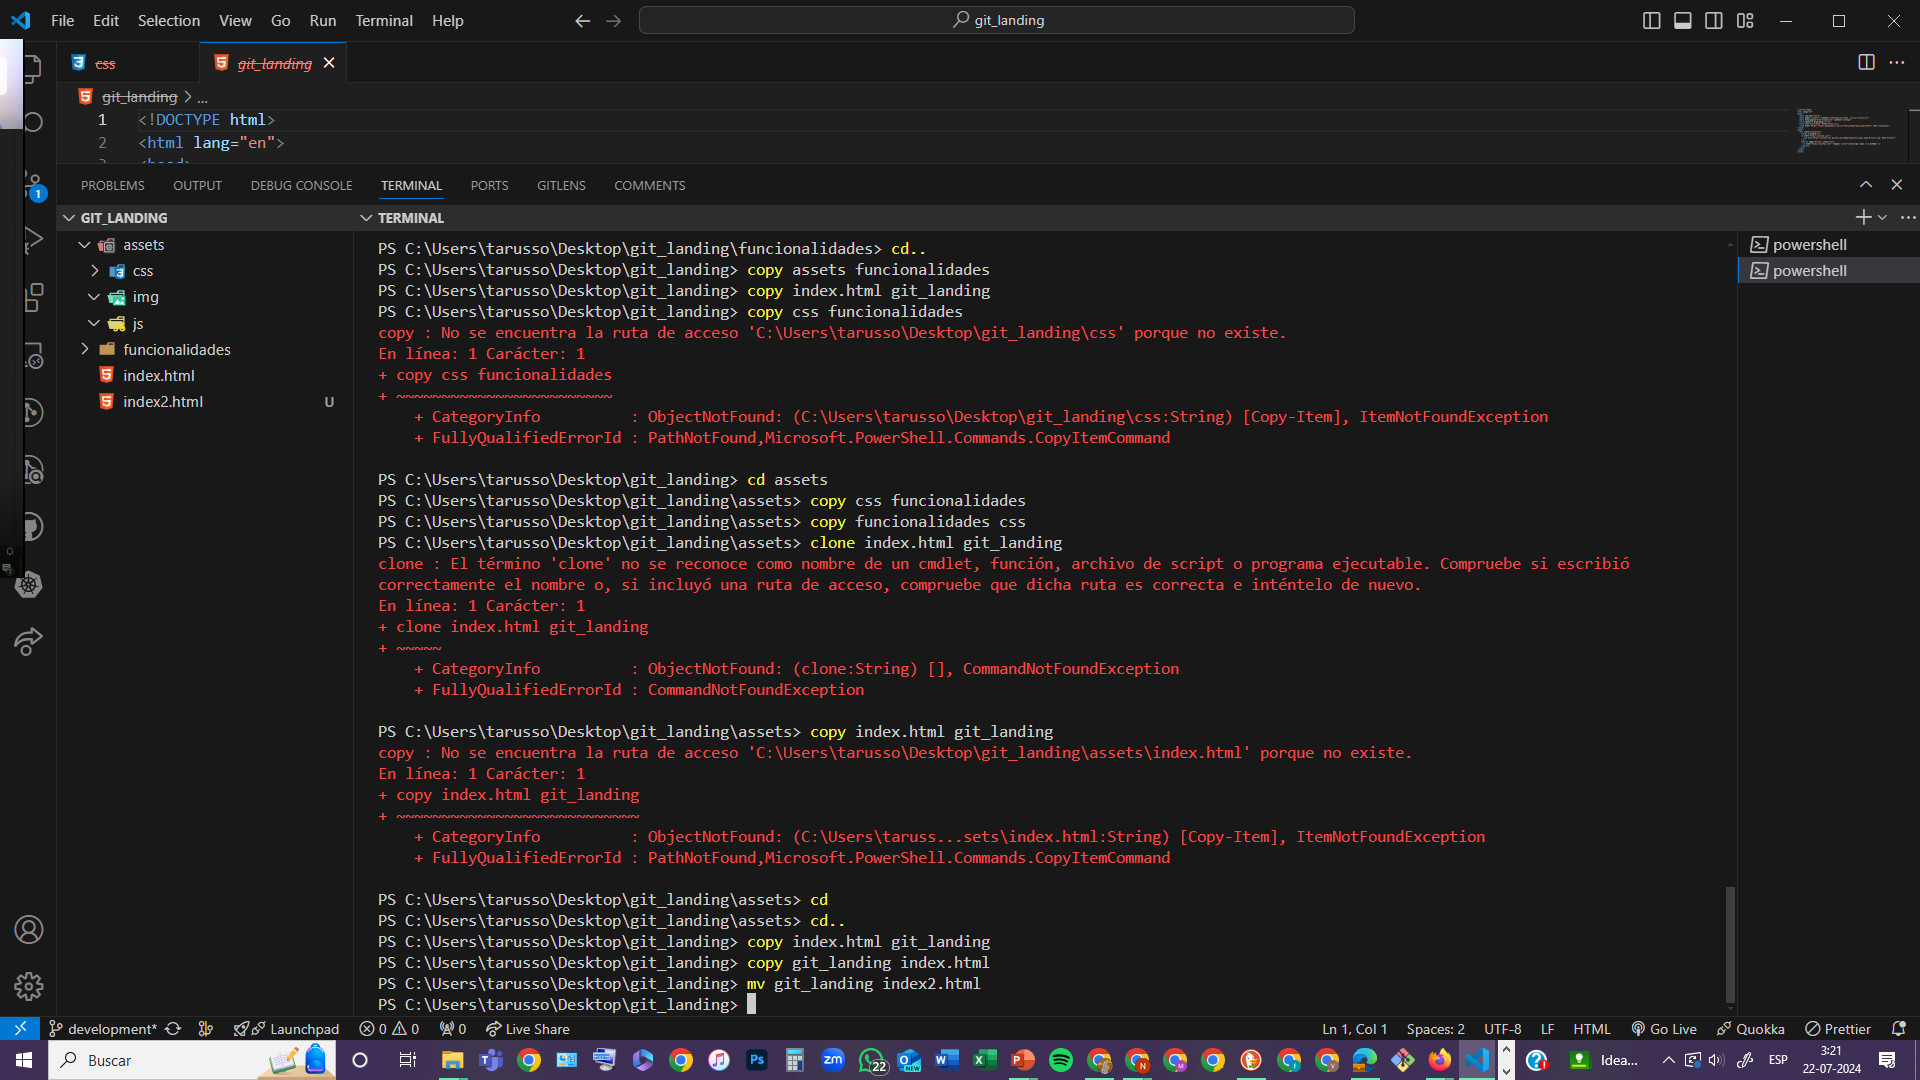 File Edit Selection View Go Run Terminal Help
git_landing
css
git_landing
git_landing > ...
1 <!DOCTYPE html>
2 <html lang="en">
3 <head>
PROBLEMS OUTPUT DEBUG CONSOLE TERMINAL PORTS GITLENS COMMENTS
1
GIT_LANDING
assets
css
img
js
funcionalidades
index.html
index2.html U
TERMINAL
powershell
powershell
PS C:\Users\tarusso\Desktop\git_landing\funcionalidades> cd..
PS C:\Users\tarusso\Desktop\git_landing> copy assets funcionalidades
PS C:\Users\tarusso\Desktop\git_landing> copy index.html git_landing
PS C:\Users\tarusso\Desktop\git_landing> copy css funcionalidades
copy : No se encuentra la ruta de acceso 'C:\Users\tarusso\Desktop\git_landing\css' porque no existe.
En línea: 1 Carácter: 1
+ copy css funcionalidades
+ ~~~~~~~~~~~~~~~~~~~~~~~~
+ CategoryInfo : ObjectNotFound: (C:\Users\tarusso\Desktop\git_landing\css:String) [Copy-Item], ItemNotFoundException
+ FullyQualifiedErrorId : PathNotFound,Microsoft.PowerShell.Commands.CopyItemCommand
PS C:\Users\tarusso\Desktop\git_landing> cd assets
PS C:\Users\tarusso\Desktop\git_landing\assets> copy css funcionalidades
PS C:\Users\tarusso\Desktop\git_landing\assets> copy funcionalidades css
PS C:\Users\tarusso\Desktop\git_landing\assets> clone index.html git_landing
clone : El término 'clone' no se reconoce como nombre de un cmdlet, función, archivo de script o programa ejecutable. Compruebe si escribió
correctamente el nombre o, si incluyó una ruta de acceso, compruebe que dicha ruta es correcta e inténtelo de nuevo.
En línea: 1 Carácter: 1
+ clone index.html git_landing
+ ~~~~~
+ CategoryInfo : ObjectNotFound: (clone:String) [], CommandNotFoundException
+ FullyQualifiedErrorId : CommandNotFoundException
PS C:\Users\tarusso\Desktop\git_landing\assets> copy index.html git_landing
copy : No se encuentra la ruta de acceso 'C:\Users\tarusso\Desktop\git_landing\assets\index.html' porque no existe.
En línea: 1 Carácter: 1
+ copy index.html git_landing
+ ~~~~~~~~~~~~~~~~~~~~~~~~~~~
+ CategoryInfo : ObjectNotFound: (C:\Users\taruss...sets\index.html:String) [Copy-Item], ItemNotFoundException
+ FullyQualifiedErrorId : PathNotFound,Microsoft.PowerShell.Commands.CopyItemCommand
PS C:\Users\tarusso\Desktop\git_landing\assets> cd
PS C:\Users\tarusso\Desktop\git_landing\assets> cd..
PS C:\Users\tarusso\Desktop\git_landing> copy index.html git_landing
PS C:\Users\tarusso\Desktop\git_landing> copy git_landing index.html
PS C:\Users\tarusso\Desktop\git_landing> mv git_landing index2.html
PS C:\Users\tarusso\Desktop\git_landing>
development* Launchpad 0 0 0 Live Share Ln 1, Col 1 Spaces: 2 UTF-8 LF HTML Go Live Quokka Prettier
Buscar 22 Idea... ESP 3:21
22-07-2024